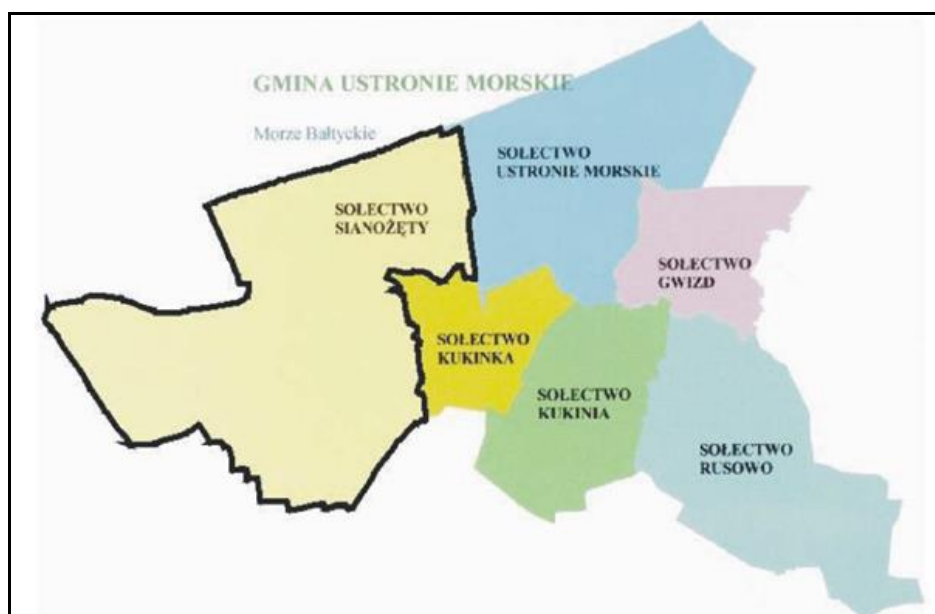 GMINA USTRONIE MORSKIE
Morze Bałtyckie
SOŁECTWO
USTRONIE MORSKIE
SOŁECTWO
SIANOŻĘTY
SOŁECTWO
GWIZD
SOŁECTWO
KUKINKA
SOŁECTWO
KUKINIA
SOŁECTWO
RUSOWO